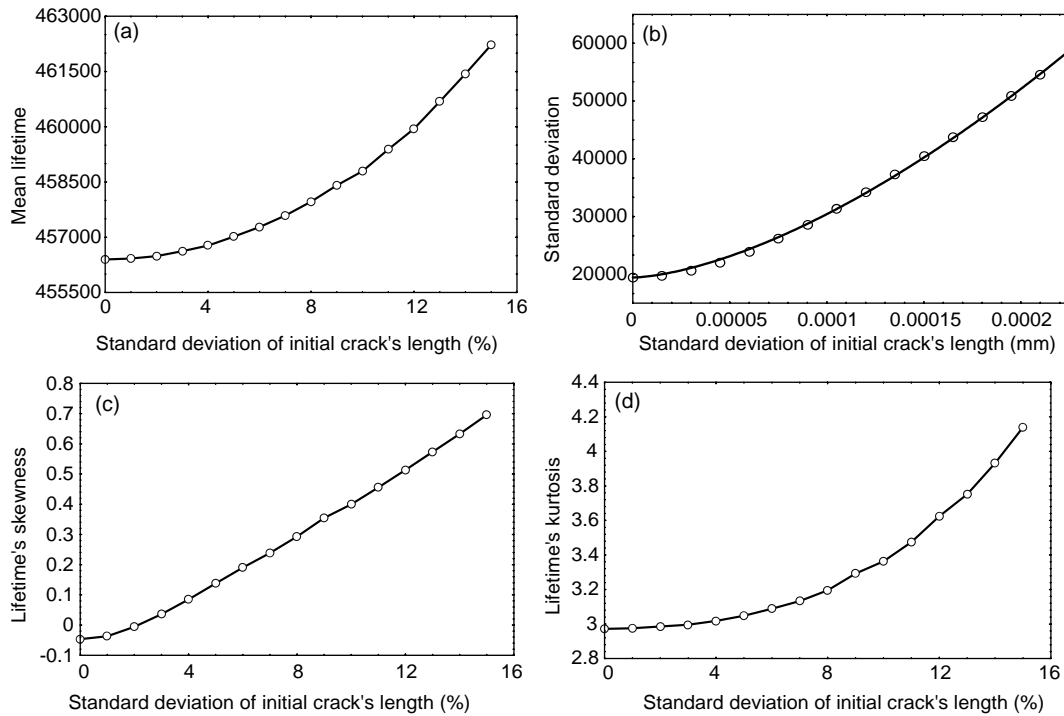 (a)
Mean lifetime
463000
461500
460000
458500
457000
455500
0 4 8 12 16
Standard deviation of initial crack's length (%)
(b)
Standard deviation
60000
50000
40000
30000
20000
0 0.00005 0.0001 0.00015 0.0002
Standard deviation of initial crack's length (mm)
(c)
Lifetime's skewness
0.8
0.7
0.6
0.5
0.4
0.3
0.2
0.1
0
-0.1
0 4 8 12 16
Standard deviation of initial crack's length (%)
(d)
Lifetime's kurtosis
4.4
4.2
4
3.8
3.6
3.4
3.2
3
2.8
0 4 8 12 16
Standard deviation of initial crack's length (%)